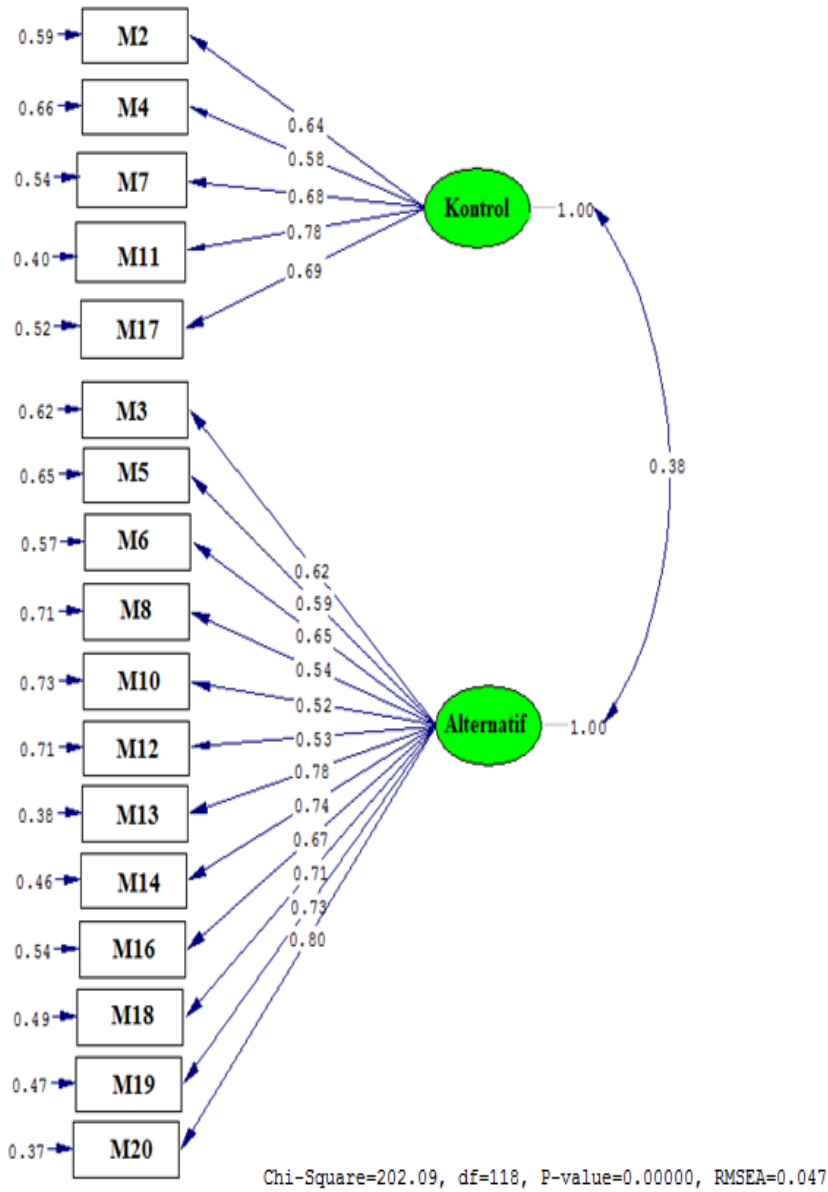 0.59 M2
0.66 M4
0.54 M7
0.40 M11
0.52 M17
0.64
0.58
0.68
0.78
0.69
Kontrol 1.00
0.38
0.62 M3
0.65 M5
0.57 M6
0.71 M8
0.73 M10
0.71 M12
0.38 M13
0.46 M14
0.54 M16
0.49 M18
0.47 M19
0.37 M20
0.62
0.59
0.65
0.54
0.52
0.53
0.78
0.74
0.67
0.71
0.73
0.80
Alternatif 1.00
Chi-Square=202.09, df=118, P-value=0.00000, RMSEA=0.047